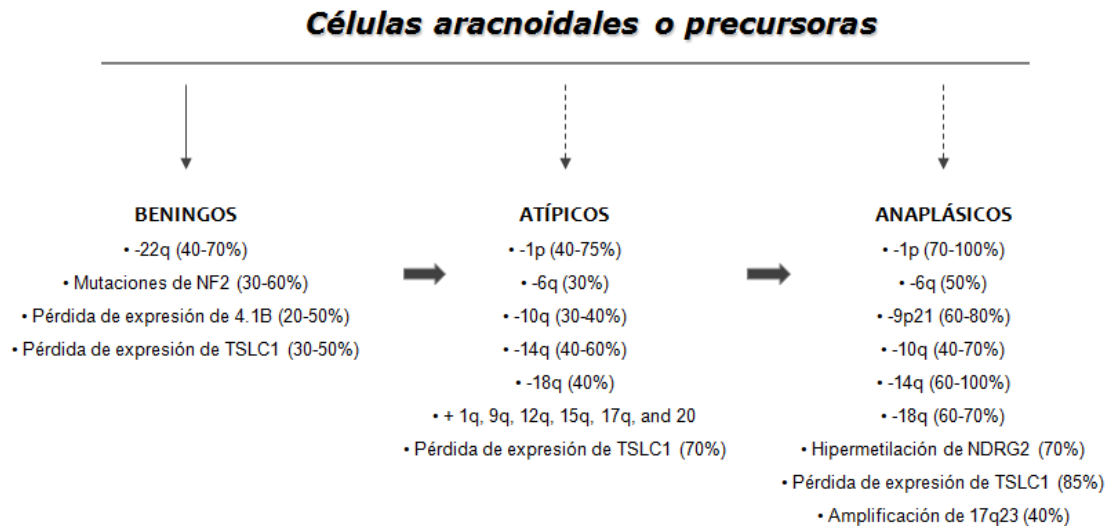 Células aracnoidales o precursoras
BENINGOS
• -22q (40-70%)
• Mutaciones de NF2 (30-60%)
• Pérdida de expresión de 4.1B (20-50%)
• Pérdida de expresión de TSLC1 (30-50%)
ATÍPICOS
• -1p (40-75%)
• -6q (30%)
• -10q (30-40%)
• -14q (40-60%)
• -18q (40%)
• + 1q, 9q, 12q, 15q, 17q, and 20
• Pérdida de expresión de TSLC1 (70%)
ANAPLÁSICOS
• -1p (70-100%)
• -6q (50%)
• -9p21 (60-80%)
• -10q (40-70%)
• -14q (60-100%)
• -18q (60-70%)
• Hipermetilación de NDRG2 (70%)
• Pérdida de expresión de TSLC1 (85%)
• Amplificación de 17q23 (40%)